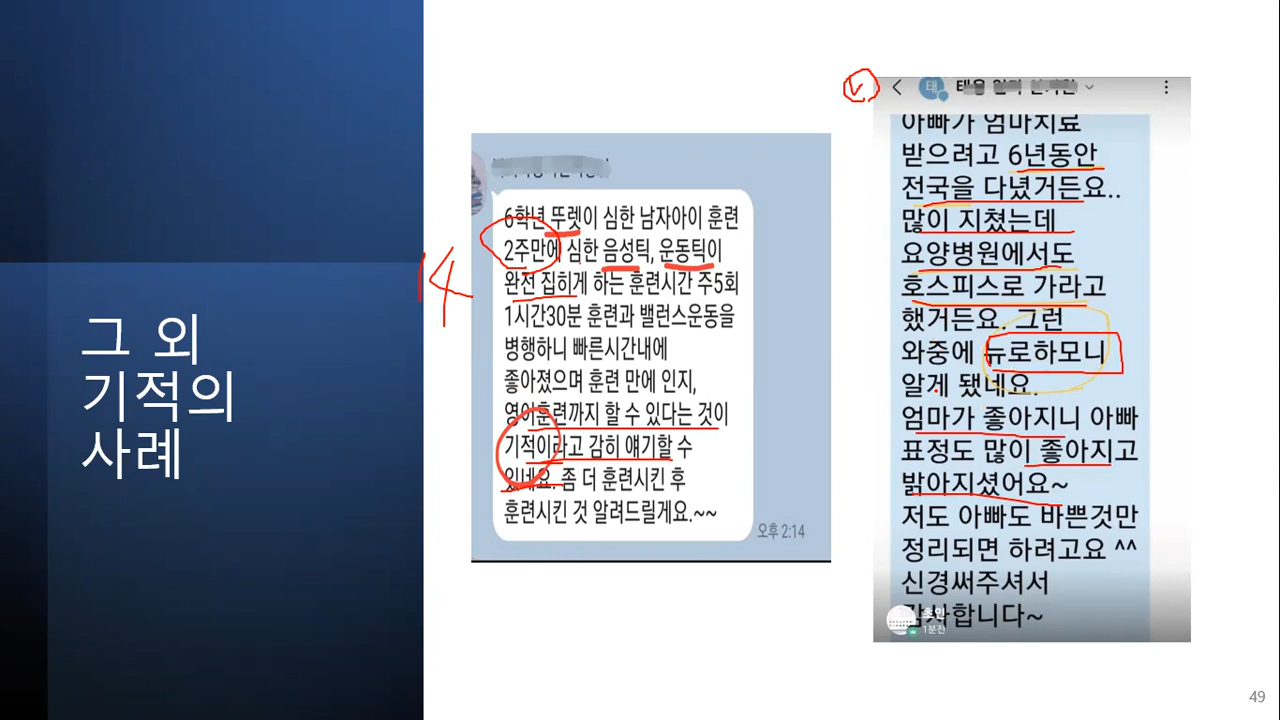 그 외
기적의
사례
6학년 뚜렛이 심한 남자아이 훈련
2주만에 심한 음성틱, 운동틱이
완전 집히게 하는 훈련시간 주5회
1시간30분 훈련과 밸런스운동을
병행하니 빠른시간내에
좋아졌으며 훈련 만에 인지,
영어훈련까지 할 수 있다는 것이
기적이라고 감히 얘기할 수
있네요. 좀 더 훈련시킨 후
훈련시킨 것 알려드릴게요.~~
오후 2:14
14
태
아빠가 엄마치료
받으려고 6년동안
전국을 다녔거든요..
많이 지쳤는데
요양병원에서도
호스피스로 가라고
했거든요. 그런
와중에 뉴로하모니
알게 됐네요.
엄마가 좋아지니 아빠
표정도 많이 좋아지고
밝아지셨어요~
저도 아빠도 바쁜것만
정리되면 하려고요 ^^
신경써주셔서
감사합니다~
초인
1분전
49